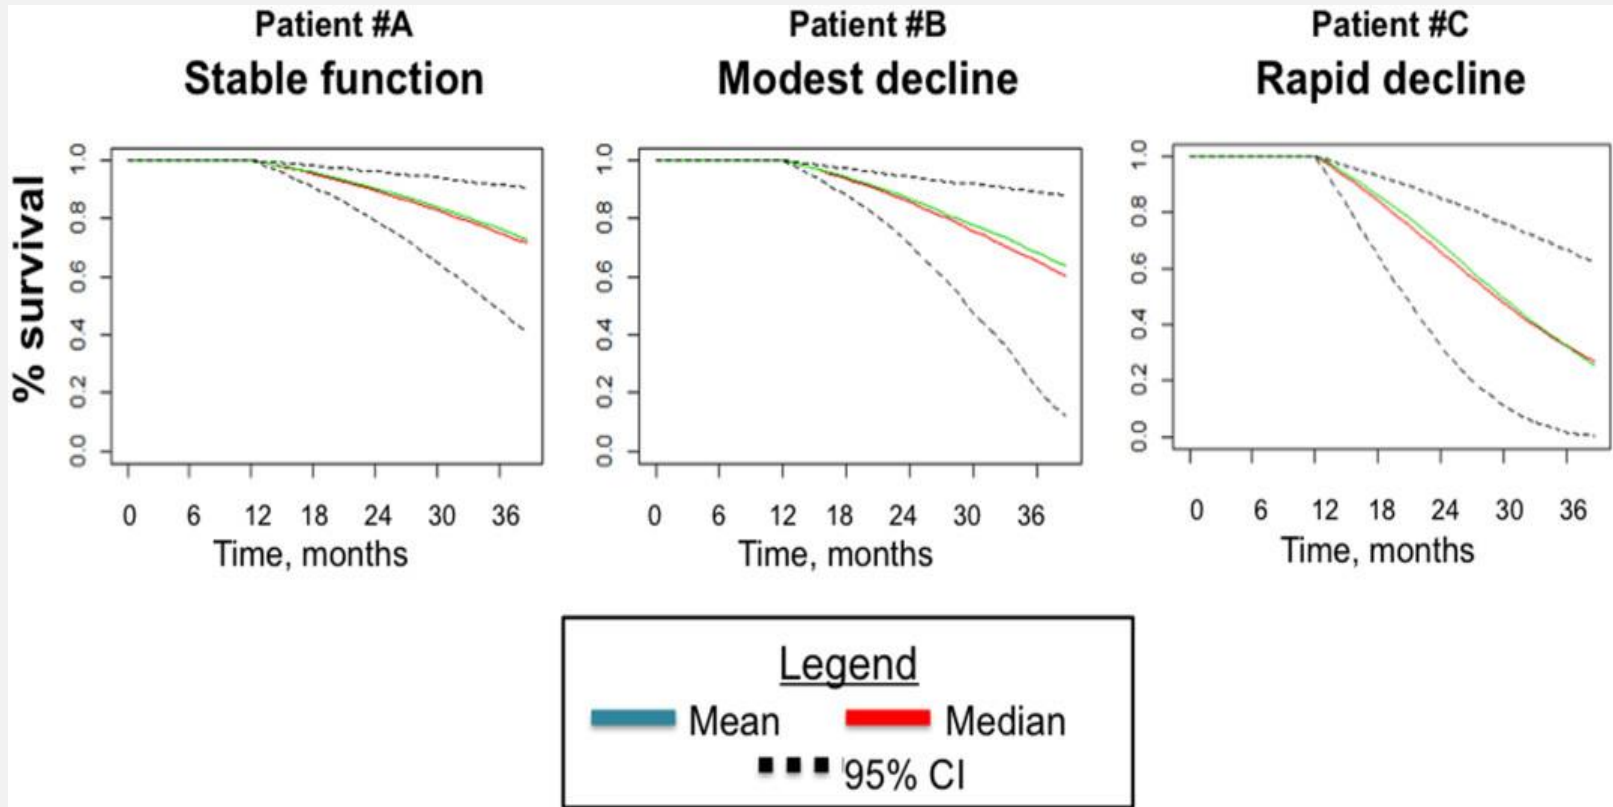 Patient #A
Stable function
Patient #B
Modest decline
Patient #C
Rapid decline
% survival
1.0
0.8
0.6
0.4
0.2
0.0
0 6 12 18 24 30 36
Time, months
1.0
0.8
0.6
0.4
0.2
0.0
0 6 12 18 24 30 36
Time, months
1.0
0.8
0.6
0.4
0.2
0.0
0 6 12 18 24 30 36
Time, months
Legend
Mean Median
95% CI